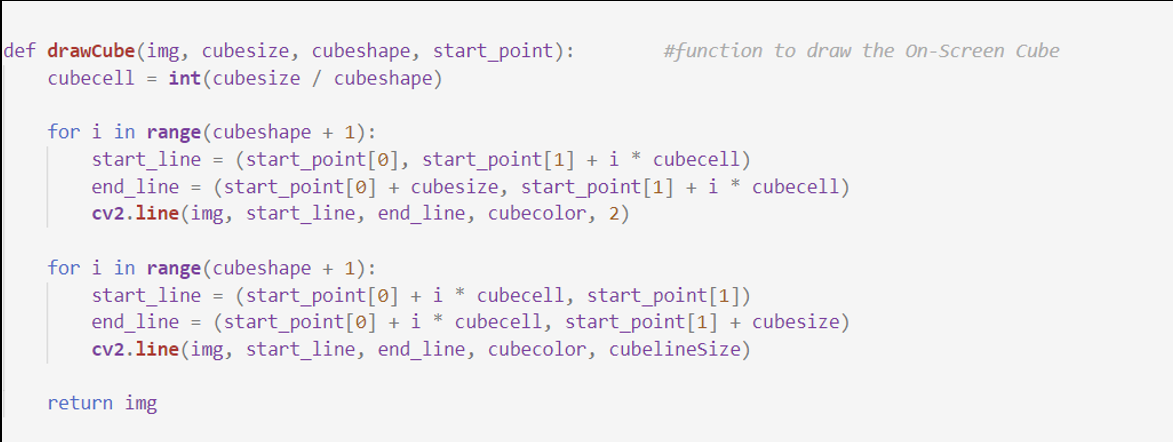 def drawCube(img, cubesize, cubeshape, start_point):        #function to draw the On-Screen Cube
    cubecell = int(cubesize / cubeshape)

    for i in range(cubeshape + 1):
        start_line = (start_point[0], start_point[1] + i * cubecell)
        end_line = (start_point[0] + cubesize, start_point[1] + i * cubecell)
        cv2.line(img, start_line, end_line, cubecolor, 2)

    for i in range(cubeshape + 1):
        start_line = (start_point[0] + i * cubecell, start_point[1])
        end_line = (start_point[0] + i * cubecell, start_point[1] + cubesize)
        cv2.line(img, start_line, end_line, cubecolor, cubelineSize)

    return img